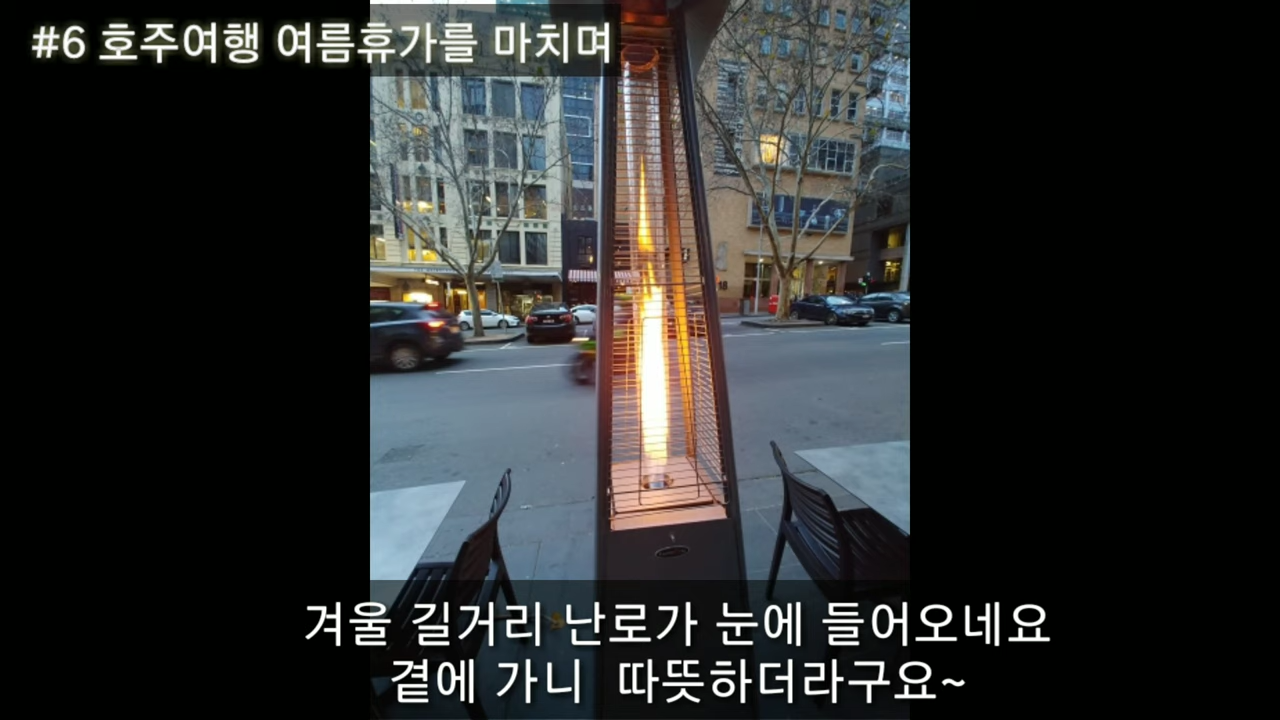 #6 호주여행 여름휴가를 마치며
겨울 길거리 난로가 눈에 들어오네요
곁에 가니 따뜻하더라구요~